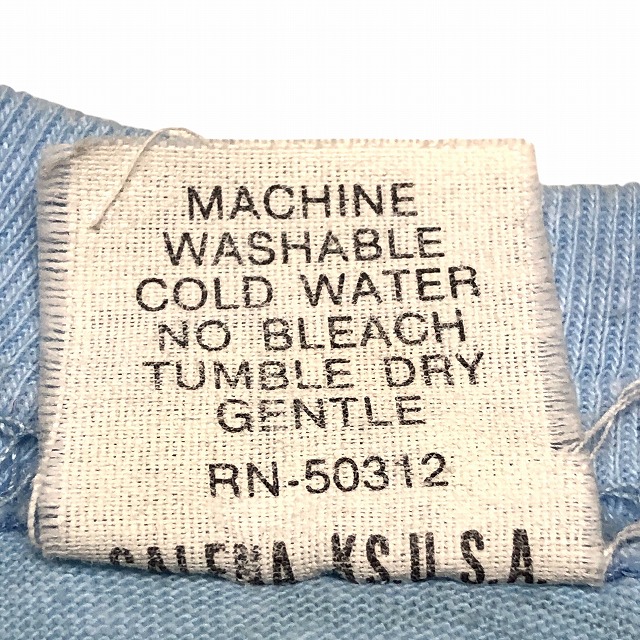 MACHINE
WASHABLE
COLD WATER
NO BLEACH
TUMBLE DRY
GENTLE
RN-50312
GALENA KS U.S.A.